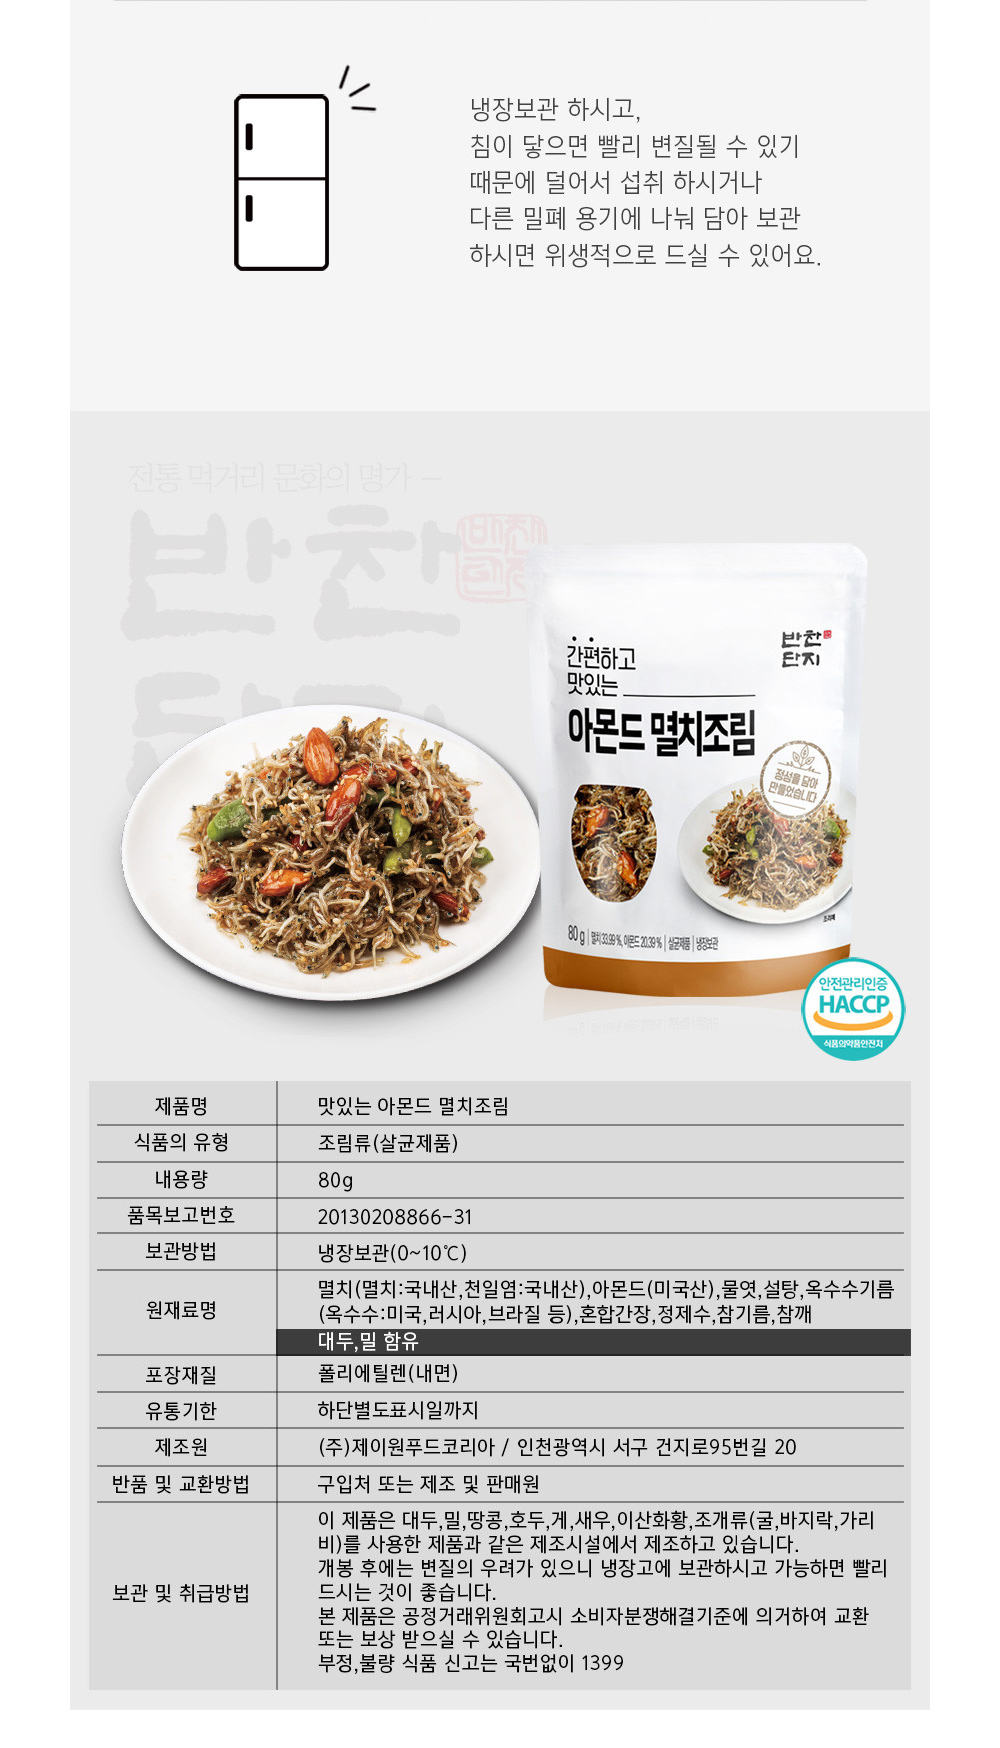 냉장보관 하시고,
침이 닿으면 빨리 변질될 수 있기
때문에 덜어서 섭취 하시거나
다른 밀폐 용기에 나눠 담아 보관
하시면 위생적으로 드실 수 있어요.
전통 먹거리 문화의 명가 –
반찬
단지
간편하고
맛있는
아몬드 멸치조림
반찬
단지
정성을 담아
만들었습니다
조리예
80 g | 멸치 33.99 %, 아몬드 20.39 % | 살균제품 | 냉장보관
안전관리인증
HACCP
식품의약품안전처
제품명 맛있는 아몬드 멸치조림
식품의 유형 조림류(살균제품)
내용량 80g
품목보고번호 20130208866-31
보관방법 냉장보관(0~10℃)
원재료명 멸치(멸치:국내산,천일염:국내산),아몬드(미국산),물엿,설탕,옥수수기름
(옥수수:미국,러시아,브라질 등),혼합간장,정제수,참기름,참깨
대두,밀 함유
포장재질 폴리에틸렌(내면)
유통기한 하단별도표시일까지
제조원 (주)제이원푸드코리아 / 인천광역시 서구 건지로95번길 20
반품 및 교환방법 구입처 또는 제조 및 판매원
보관 및 취급방법 이 제품은 대두,밀,땅콩,호두,게,새우,이산화황,조개류(굴,바지락,가리
비)를 사용한 제품과 같은 제조시설에서 제조하고 있습니다.
개봉 후에는 변질의 우려가 있으니 냉장고에 보관하시고 가능하면 빨리
드시는 것이 좋습니다.
본 제품은 공정거래위원회고시 소비자분쟁해결기준에 의거하여 교환
또는 보상 받으실 수 있습니다.
부정,불량 식품 신고는 국번없이 1399